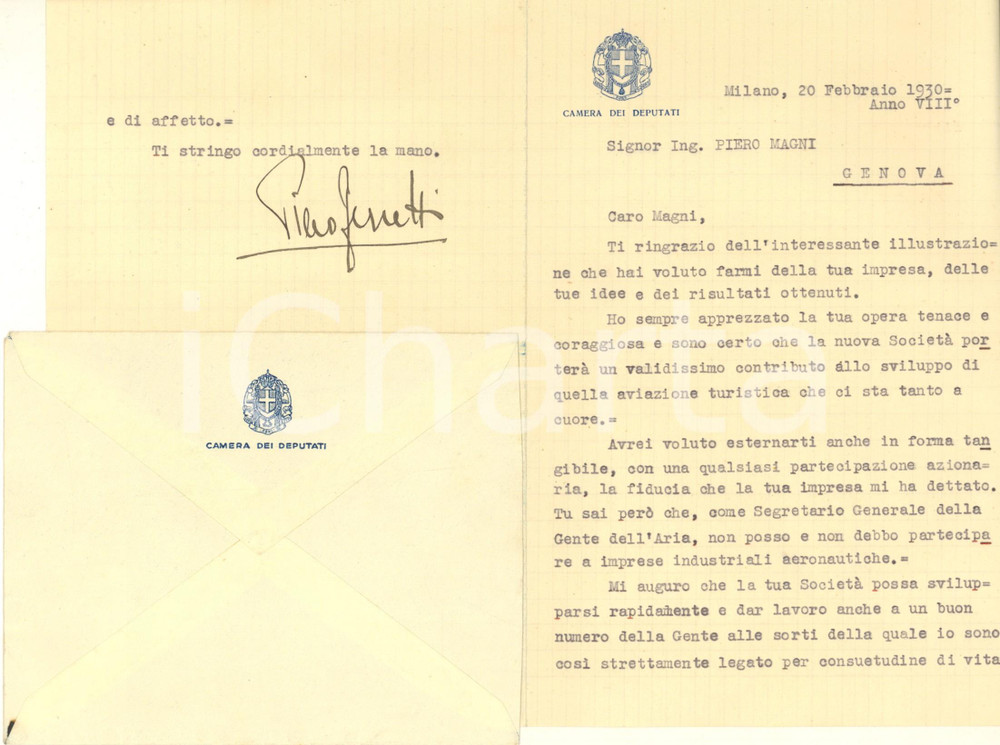 CAMERA DEI DEPUTATI
Milano, 20 Febbraio 1930=
Anno VIII°
Signor Ing. PIERO MAGNI
GENOVA
Caro Magni,
Ti ringrazio dell'interessante illustrazio=
ne che hai voluto farmi della tua impresa, delle
tue idee e dei risultati ottenuti.
Ho sempre apprezzato la tua opera tenace e
coraggiosa e sono certo che la nuova Società por
terà un validissimo contributo allo sviluppo di
quella aviazione turistica che ci sta tanto a
cuore.=
Avrei voluto esternarti anche in forma tan
gibile, con una qualsiasi partecipazione aziona=
ria, la fiducia che la tua impresa mi ha dettato.
Tu sai però che, come Segretario Generale della
Gente dell'Aria, non posso e non debbo partecipa
re a imprese industriali aeronautiche.=
Mi auguro che la tua Società possa svilup=
parsi rapidamente e dar lavoro anche a un buon
numero della Gente alle sorti della quale io sono
così strettamente legato per consuetudine di vita
e di affetto.=
Ti stringo cordialmente la mano.
Piero
CAMERA DEI DEPUTATI
iCharta